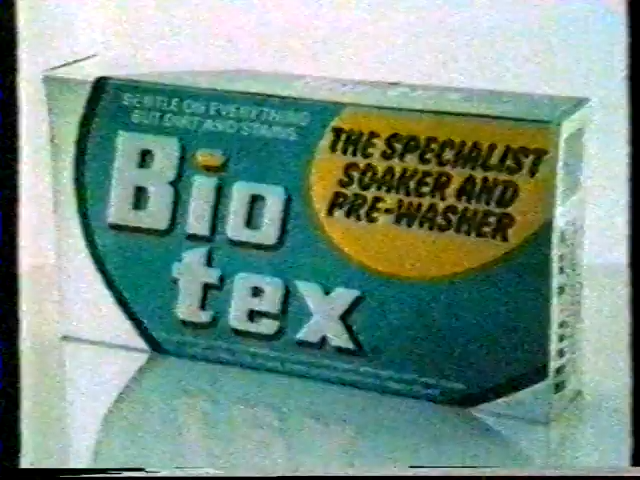 GENTLE ON EVERYTHING
BUT DIRT AND STAINS
Bio
tex
THE SPECIALIST
SOAKER AND
PRE-WASHER